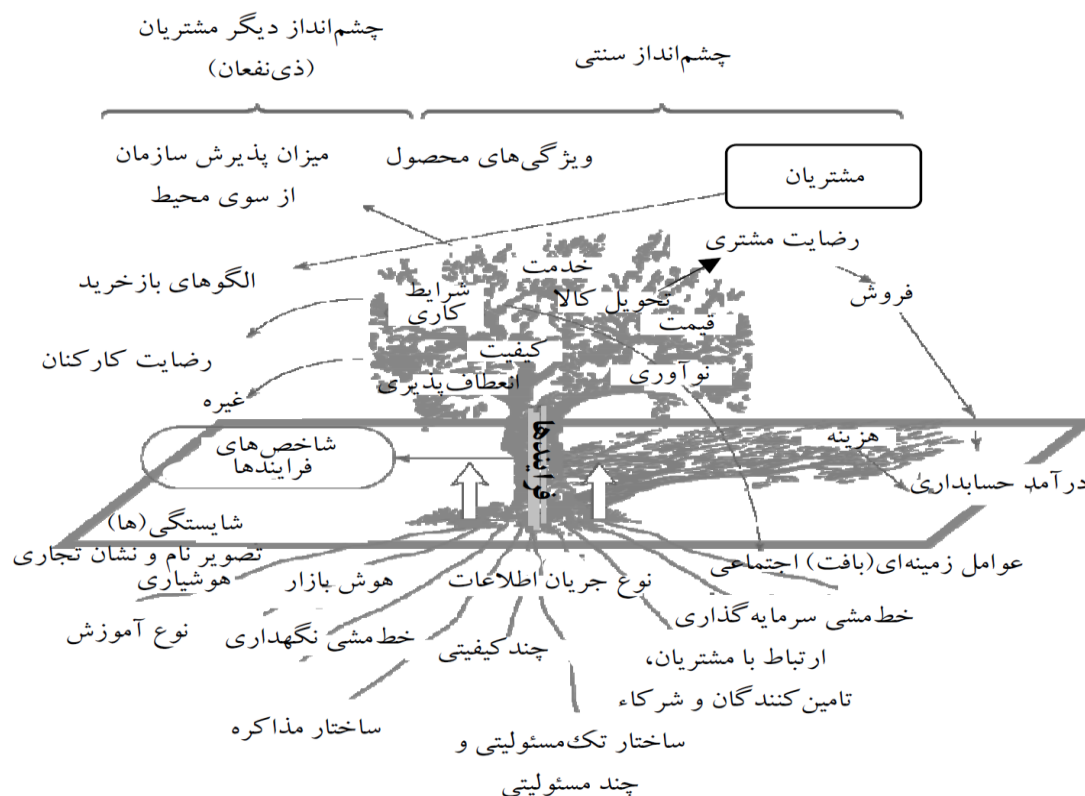 چشم‌انداز دیگر مشتریان
(ذی‌نفعان)
چشم‌انداز سنتی
میزان پذیرش سازمان
از سوی محیط
ویژگی‌های محصول
مشتریان
رضایت مشتری
خدمت
الگوهای بازخرید
شرایط
کاری
تحویل کالا
فروش
قیمت
رضایت کارکنان
کیفیت
نوآوری
انعطاف‌پذیری
غیره
شاخص‌های
فرایندها
فرایندها
هزینه
درآمد حسابداری
شایستگی(ها)
تصویر نام و نشان تجاری
عوامل زمینه‌ای(بافت) اجتماعی
هوشیاری
هوش بازار
نوع جریان اطلاعات
خط‌مشی سرمایه‌گذاری
نوع آموزش
خط‌مشی نگهداری
چند کیفیتی
ارتباط با مشتریان،
تامین‌کنندگان و شرکاء
ساختار مذاکره
ساختار تک‌مسئولیتی و
چند مسئولیتی